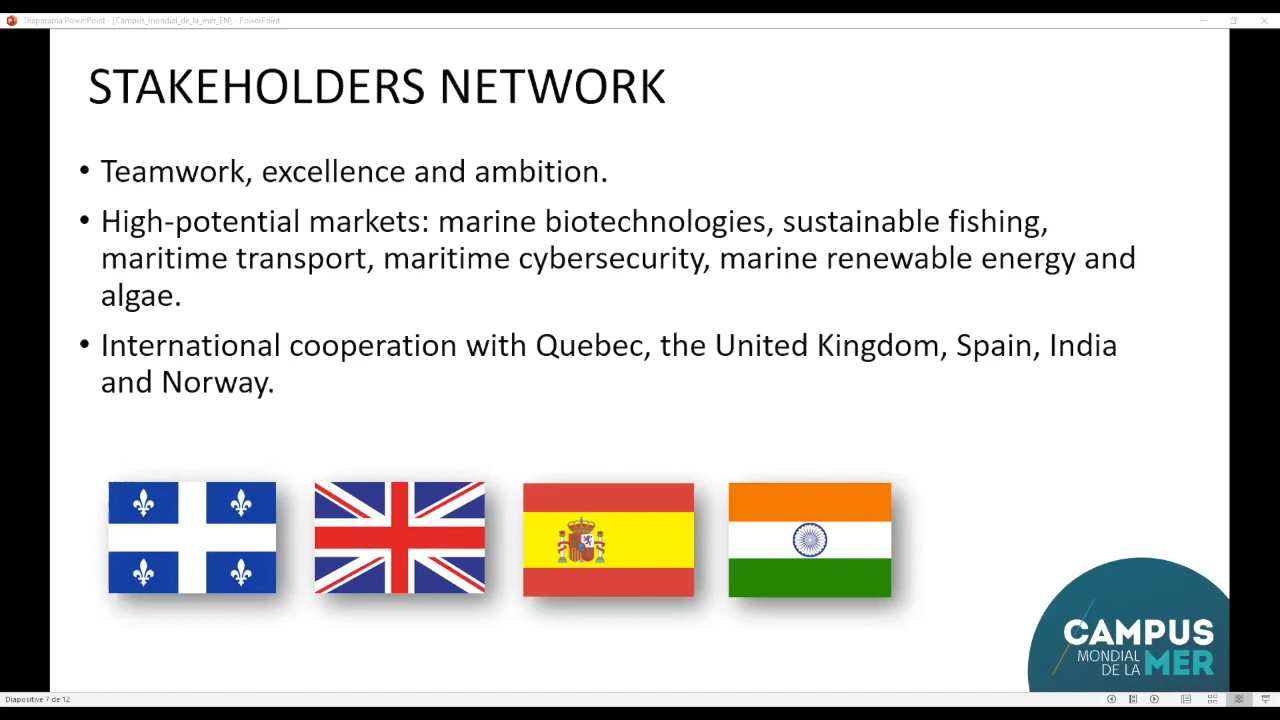 Diaporama PowerPoint - [Campus_mondial_de_la_mer_EN] - PowerPoint
STAKEHOLDERS NETWORK
• Teamwork, excellence and ambition.
• High-potential markets: marine biotechnologies, sustainable fishing,
maritime transport, maritime cybersecurity, marine renewable energy and
algae.
• International cooperation with Quebec, the United Kingdom, Spain, India
and Norway.
CAMPUS
MONDIAL
DE LA MER
Diapositive 7 de 12